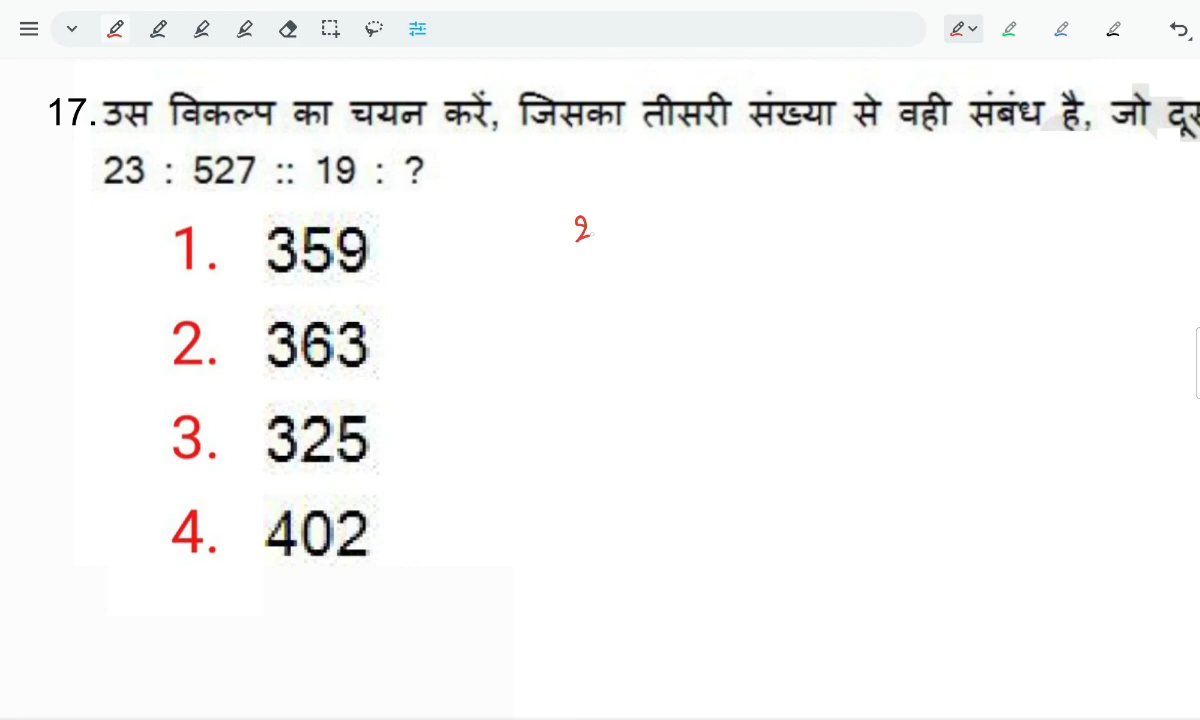 17. उस विकल्प का चयन करें, जिसका तीसरी संख्या से वही संबंध है, जो
23 : 527 :: 19 : ?
2
1. 359
2. 363
3. 325
4. 402